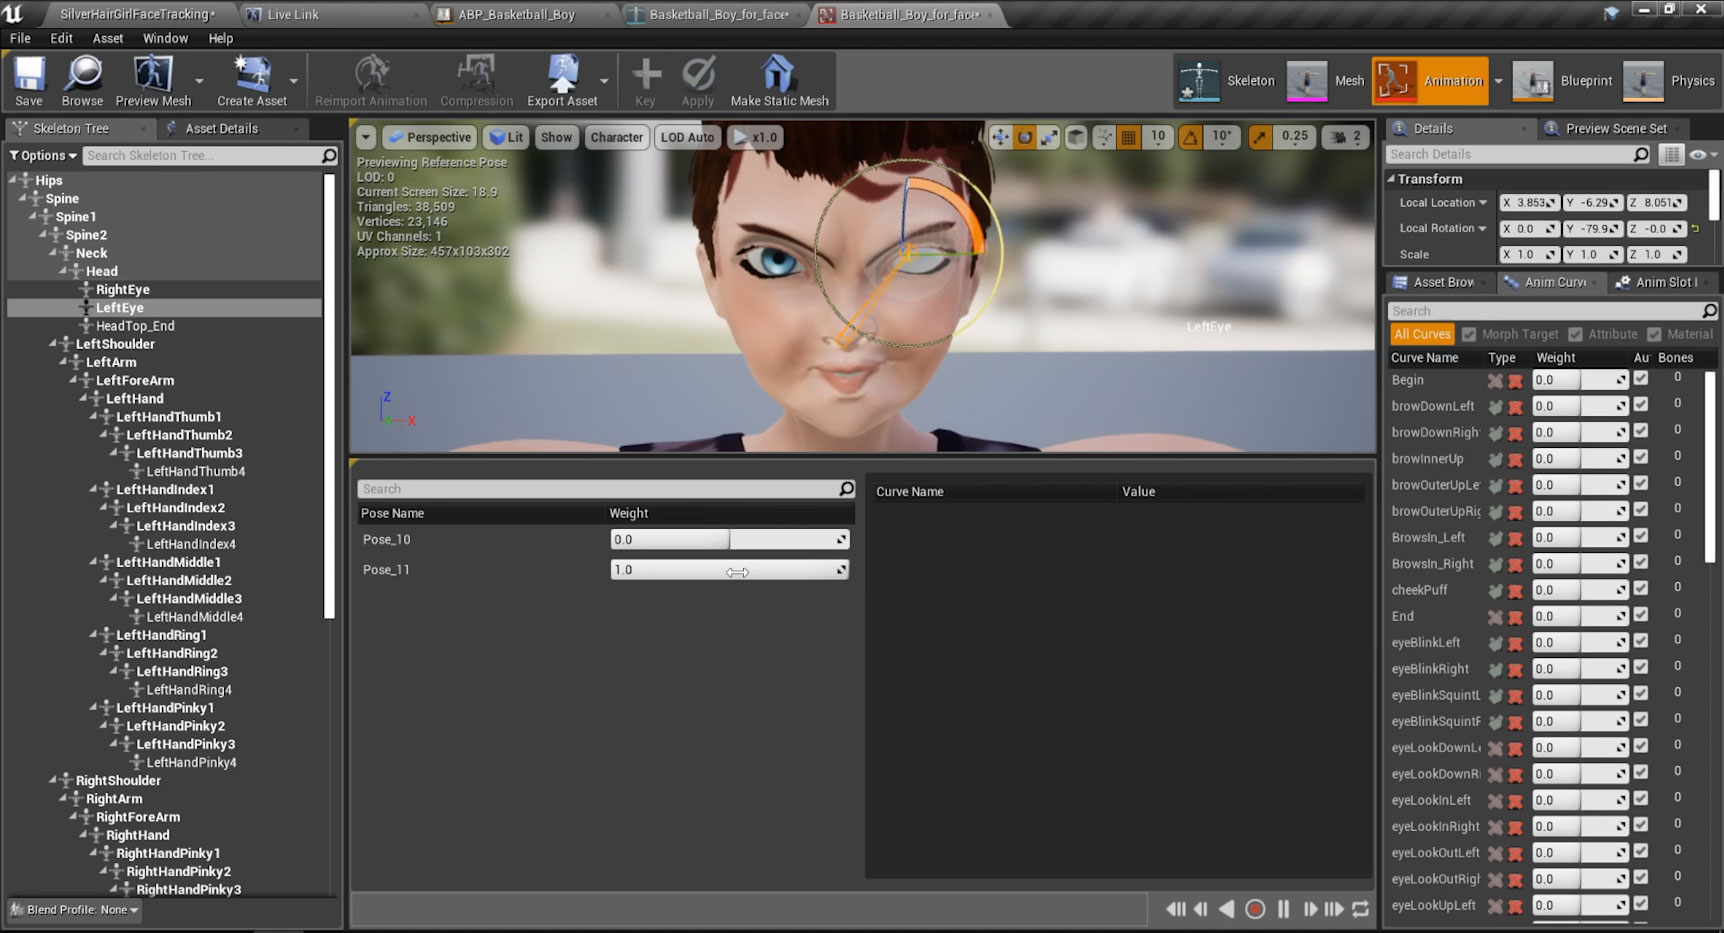 SilverHairGirlFaceTracking*
Live Link
ABP_Basketball_Boy
Basketball_Boy_for_face*
Basketball_Boy_for_face*
File Edit Asset Window Help
Save
Browse
Preview Mesh
Create Asset
Reimport Animation
Compression
Export Asset
Key
Apply
Make Static Mesh
Skeleton
Mesh
Animation
Blueprint
Physics
Skeleton Tree
Asset Details
Options
Search Skeleton Tree...
Hips
Spine
Spine1
Spine2
Neck
Head
RightEye
LeftEye
HeadTop_End
LeftShoulder
LeftArm
LeftForeArm
LeftHand
LeftHandThumb1
LeftHandThumb2
LeftHandThumb3
LeftHandThumb4
LeftHandIndex1
LeftHandIndex2
LeftHandIndex3
LeftHandIndex4
LeftHandMiddle1
LeftHandMiddle2
LeftHandMiddle3
LeftHandMiddle4
LeftHandRing1
LeftHandRing2
LeftHandRing3
LeftHandRing4
LeftHandPinky1
LeftHandPinky2
LeftHandPinky3
LeftHandPinky4
RightShoulder
RightArm
RightForeArm
RightHand
RightHandPinky1
RightHandPinky2
RightHandPinky3
Blend Profile: None
Perspective Lit Show Character LOD Auto x1.0
10 10° 0.25 2
Previewing Reference Pose
LOD: 0
Current Screen Size: 18.9
Triangles: 38,509
Vertices: 23,146
UV Channels: 1
Approx Size: 457x103x302
LeftEye
Z
X
Search
Pose Name Weight
Pose_10 0.0
Pose_11 1.0
Curve Name Value
Details
Preview Scene Set
Search Details
Transform
Local Location X 3.853 Y -6.29 Z 8.051
Local Rotation X 0.0 Y -79.9 Z -0.0
Scale X 1.0 Y 1.0 Z 1.0
Asset Brow
Anim Curv
Anim Slot
Search
All Curves Morph Target Attribute Material
Curve Name Type Weight Au Bones
Begin 0.0 0
browDownLeft 0.0 0
browDownRight 0.0 0
browInnerUp 0.0 0
browOuterUpLe 0.0 0
browOuterUpRig 0.0 0
BrowsIn_Left 0.0 0
BrowsIn_Right 0.0 0
cheekPuff 0.0 0
End 0.0 0
eyeBlinkLeft 0.0 0
eyeBlinkRight 0.0 0
eyeBlinkSquintL 0.0 0
eyeBlinkSquintF 0.0 0
eyeLookDownLe 0.0 0
eyeLookDownRi 0.0 0
eyeLookInLeft 0.0 0
eyeLookInRight 0.0 0
eyeLookOutLeft 0.0 0
eyeLookOutRigh 0.0 0
eyeLookUpLeft 0.0 0